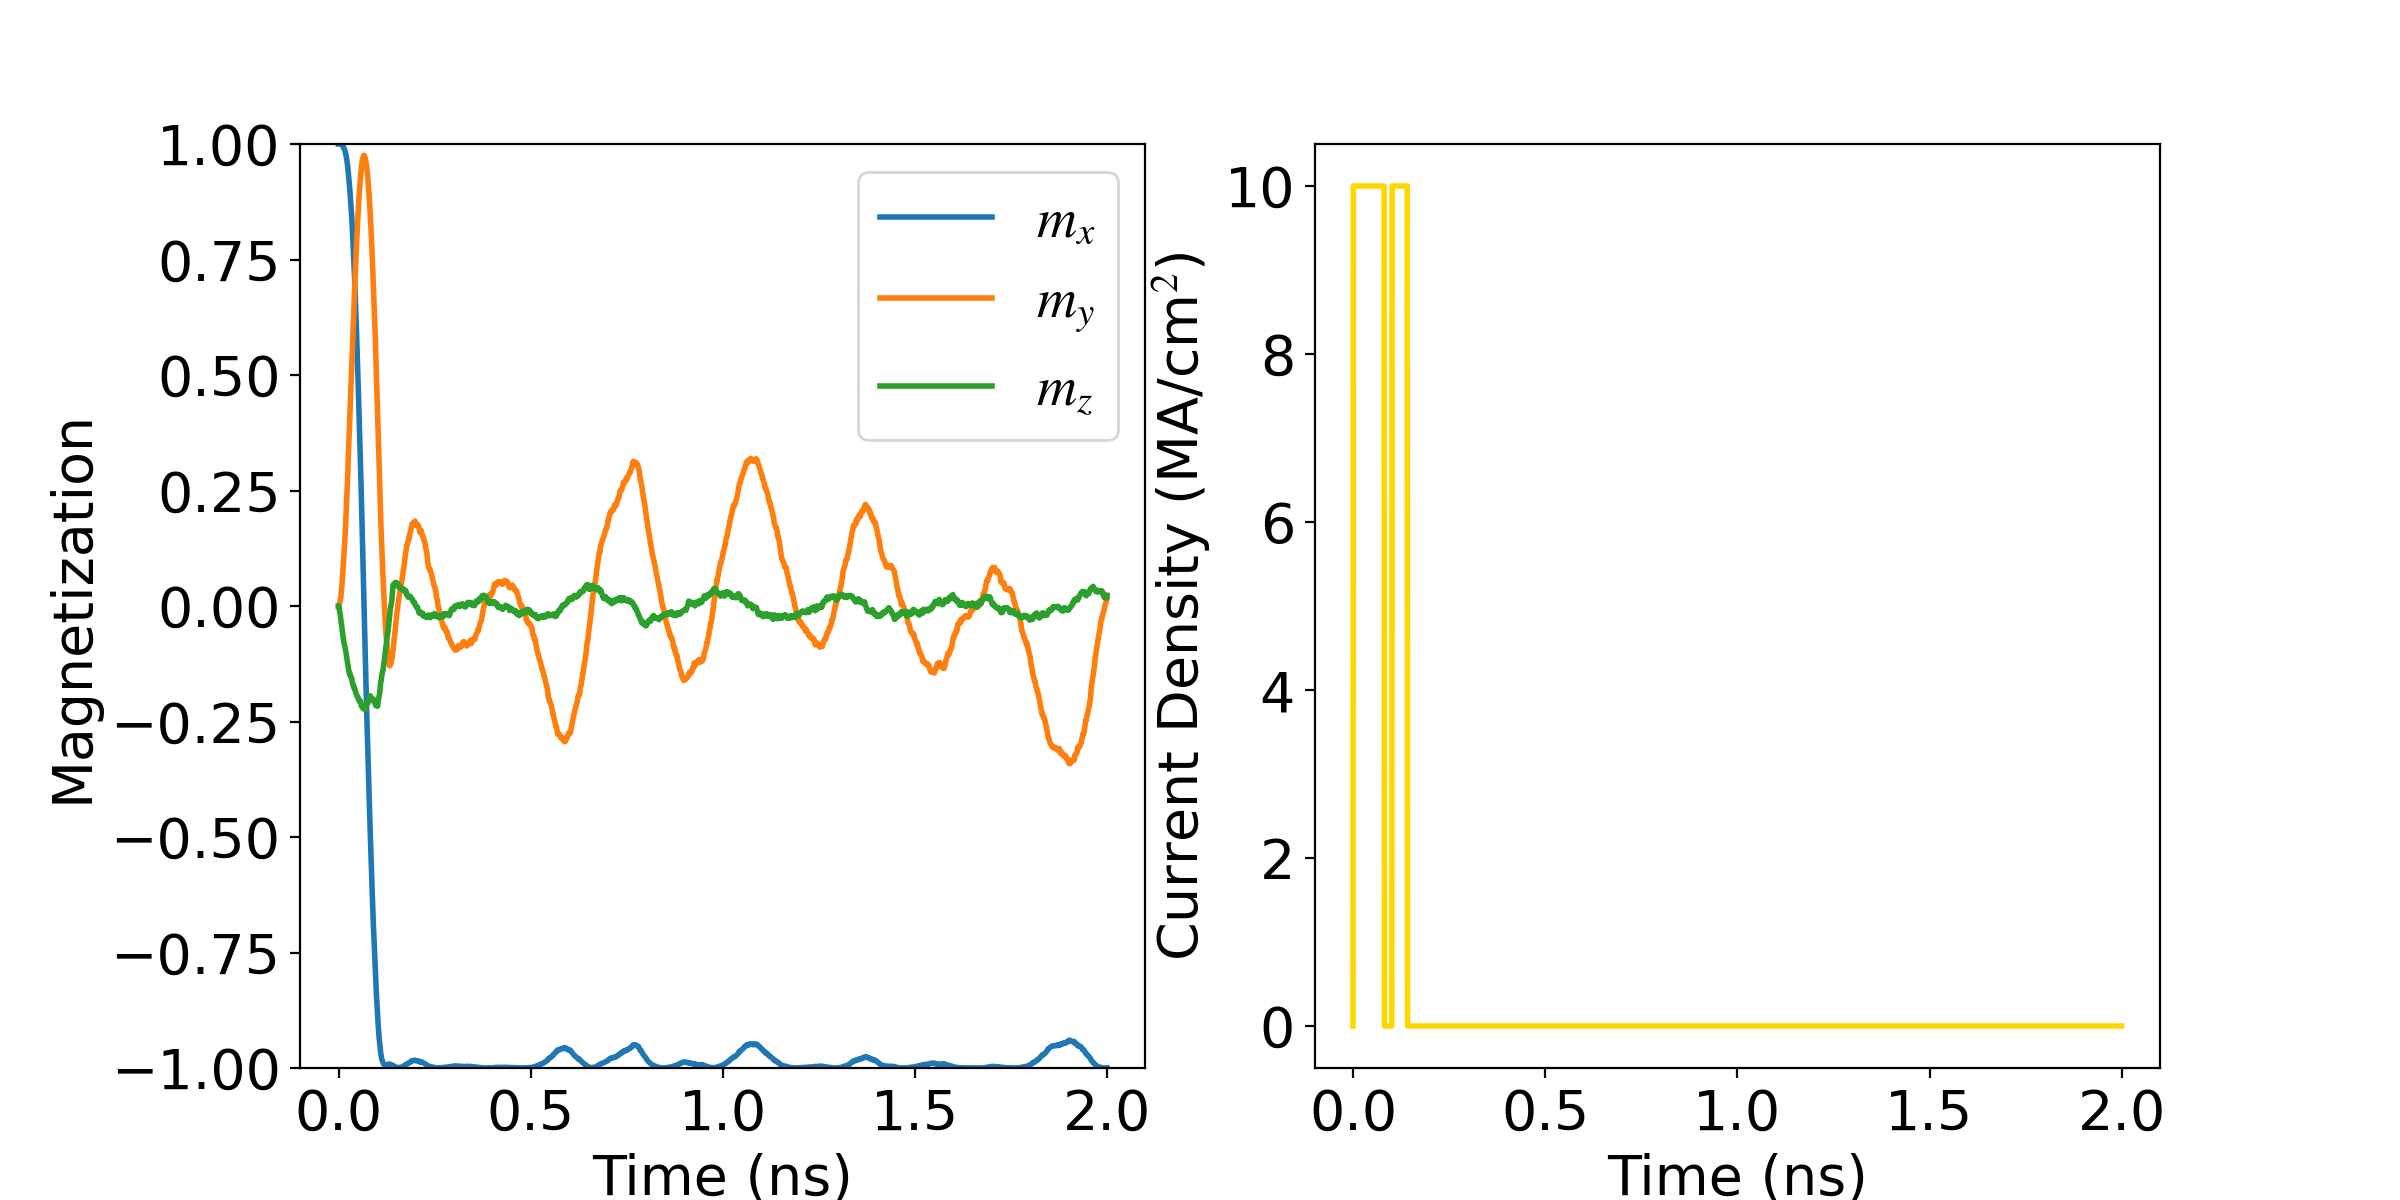 Magnetization
1.00
0.75
0.50
0.25
0.00
−0.25
−0.50
−0.75
−1.00
0.0 0.5 1.0 1.5 2.0
Time (ns)
m_x
m_y
m_z
Current Density (MA/cm²)
10
8
6
4
2
0
0.0 0.5 1.0 1.5 2.0
Time (ns)